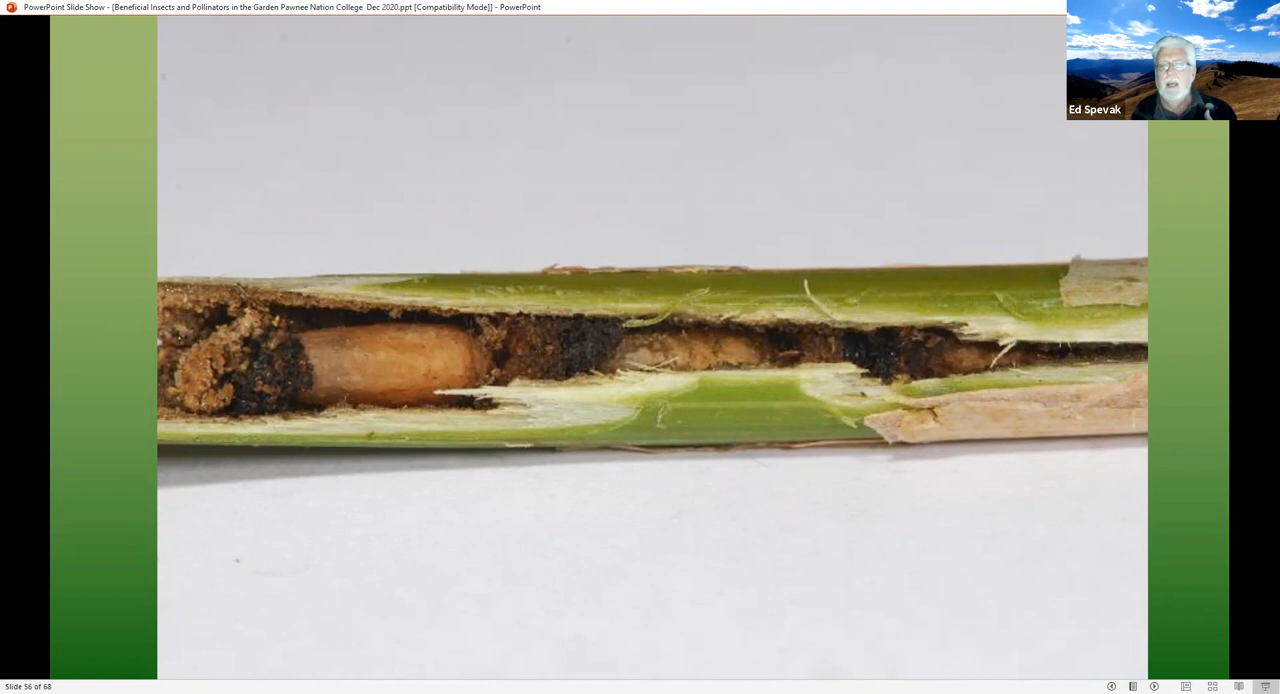 PowerPoint Slide Show - [Beneficial Insects and Pollinators in the Garden Pawnee Nation College  Dec 2020.ppt [Compatibility Mode]] - PowerPoint
Ed Spevak
Slide 56 of 68